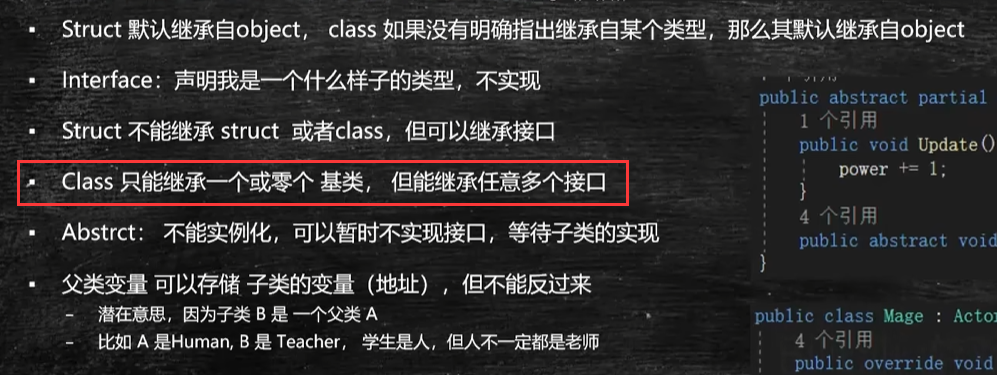 Struct 默认继承自object， class 如果没有明确指出继承自某个类型，那么其默认继承自object
Interface：声明我是一个什么样子的类型，不实现
Struct 不能继承 struct 或者class，但可以继承接口
Class 只能继承一个或零个 基类， 但能继承任意多个接口
Abstrct： 不能实例化，可以暂时不实现接口，等待子类的实现
父类变量 可以存储 子类的变量（地址），但不能反过来
潜在意思，因为子类 B 是 一个父类 A
比如 A 是Human, B 是 Teacher， 学生是人，但人不一定都是老师
public abstract partial
1 个引用
public void Update()
power += 1;
}
4 个引用
public abstract void
}
public class Mage : Acto
4 个引用
public override void